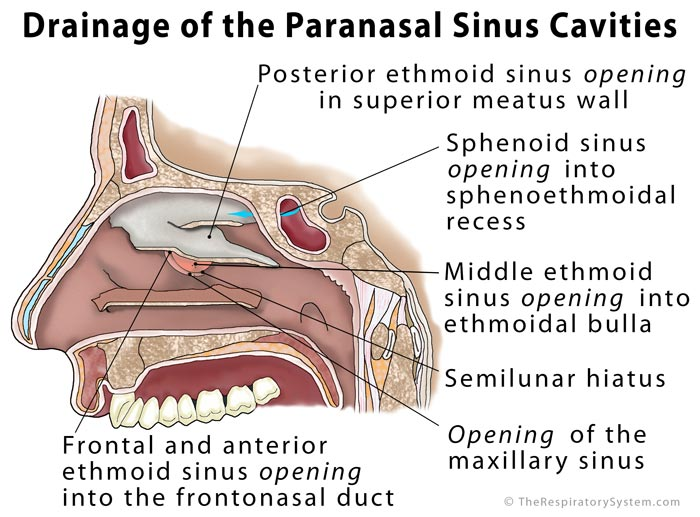 Drainage of the Paranasal Sinus Cavities
Posterior ethmoid sinus opening
in superior meatus wall
Sphenoid sinus
opening into
sphenoethmoidal
recess
Middle ethmoid
sinus opening into
ethmoidal bulla
Semilunar hiatus
Opening of the
maxillary sinus
Frontal and anterior
ethmoid sinus opening
into the frontonasal duct
© TheRespiratorySystem.com